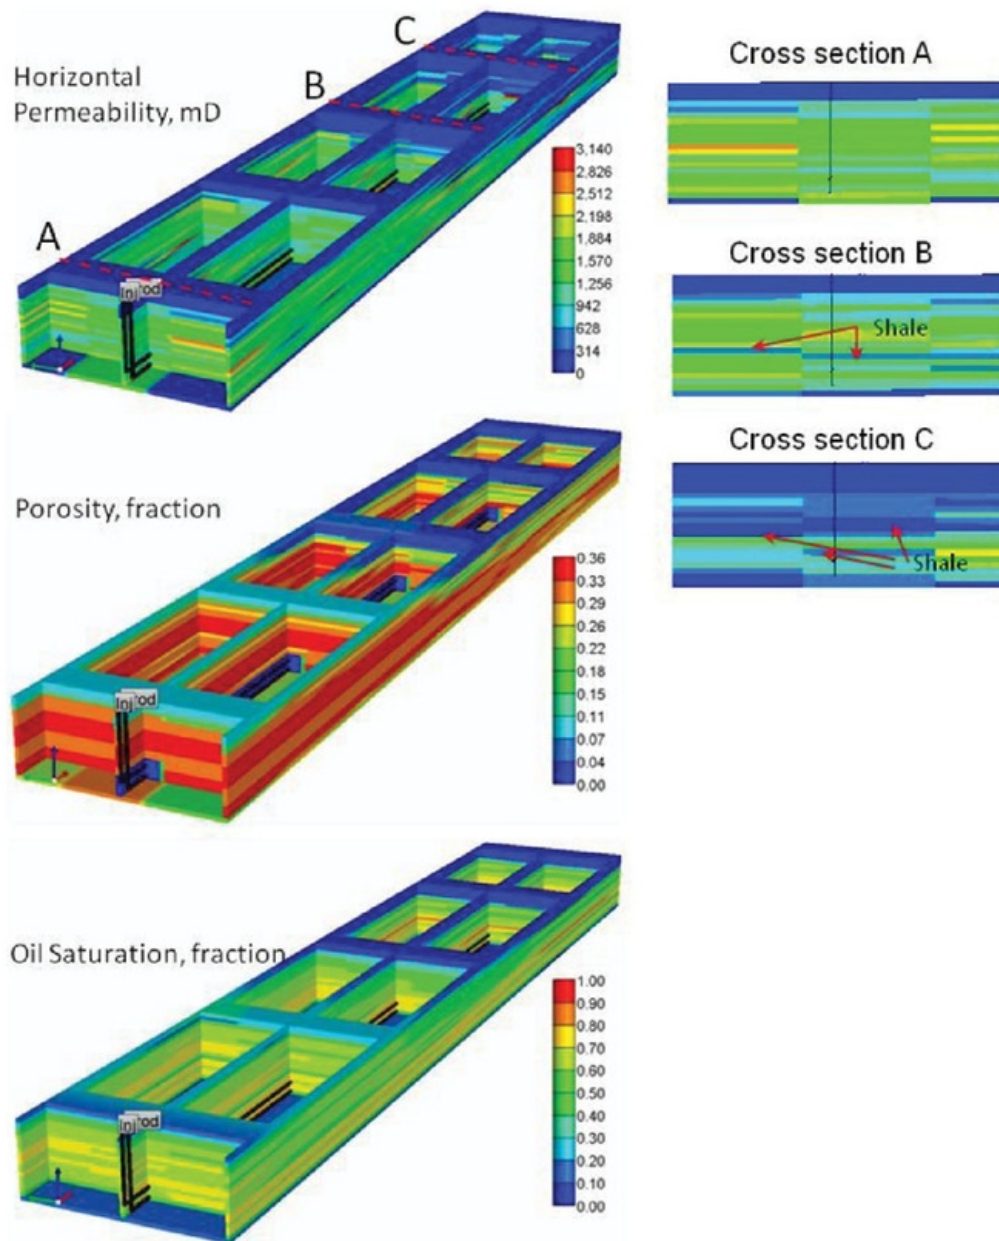 Horizontal
Permeability, mD
A
B
C
Inj
rod
3,140
2,826
2,512
2,198
1,884
1,570
1,256
942
628
314
0
Cross section A
Cross section B
Shale
Cross section C
Shale
Porosity, fraction
Inj
rod
0.36
0.33
0.29
0.26
0.22
0.18
0.15
0.11
0.07
0.04
0.00
Oil Saturation, fraction
Inj
rod
1.00
0.90
0.80
0.70
0.60
0.50
0.40
0.30
0.20
0.10
0.00